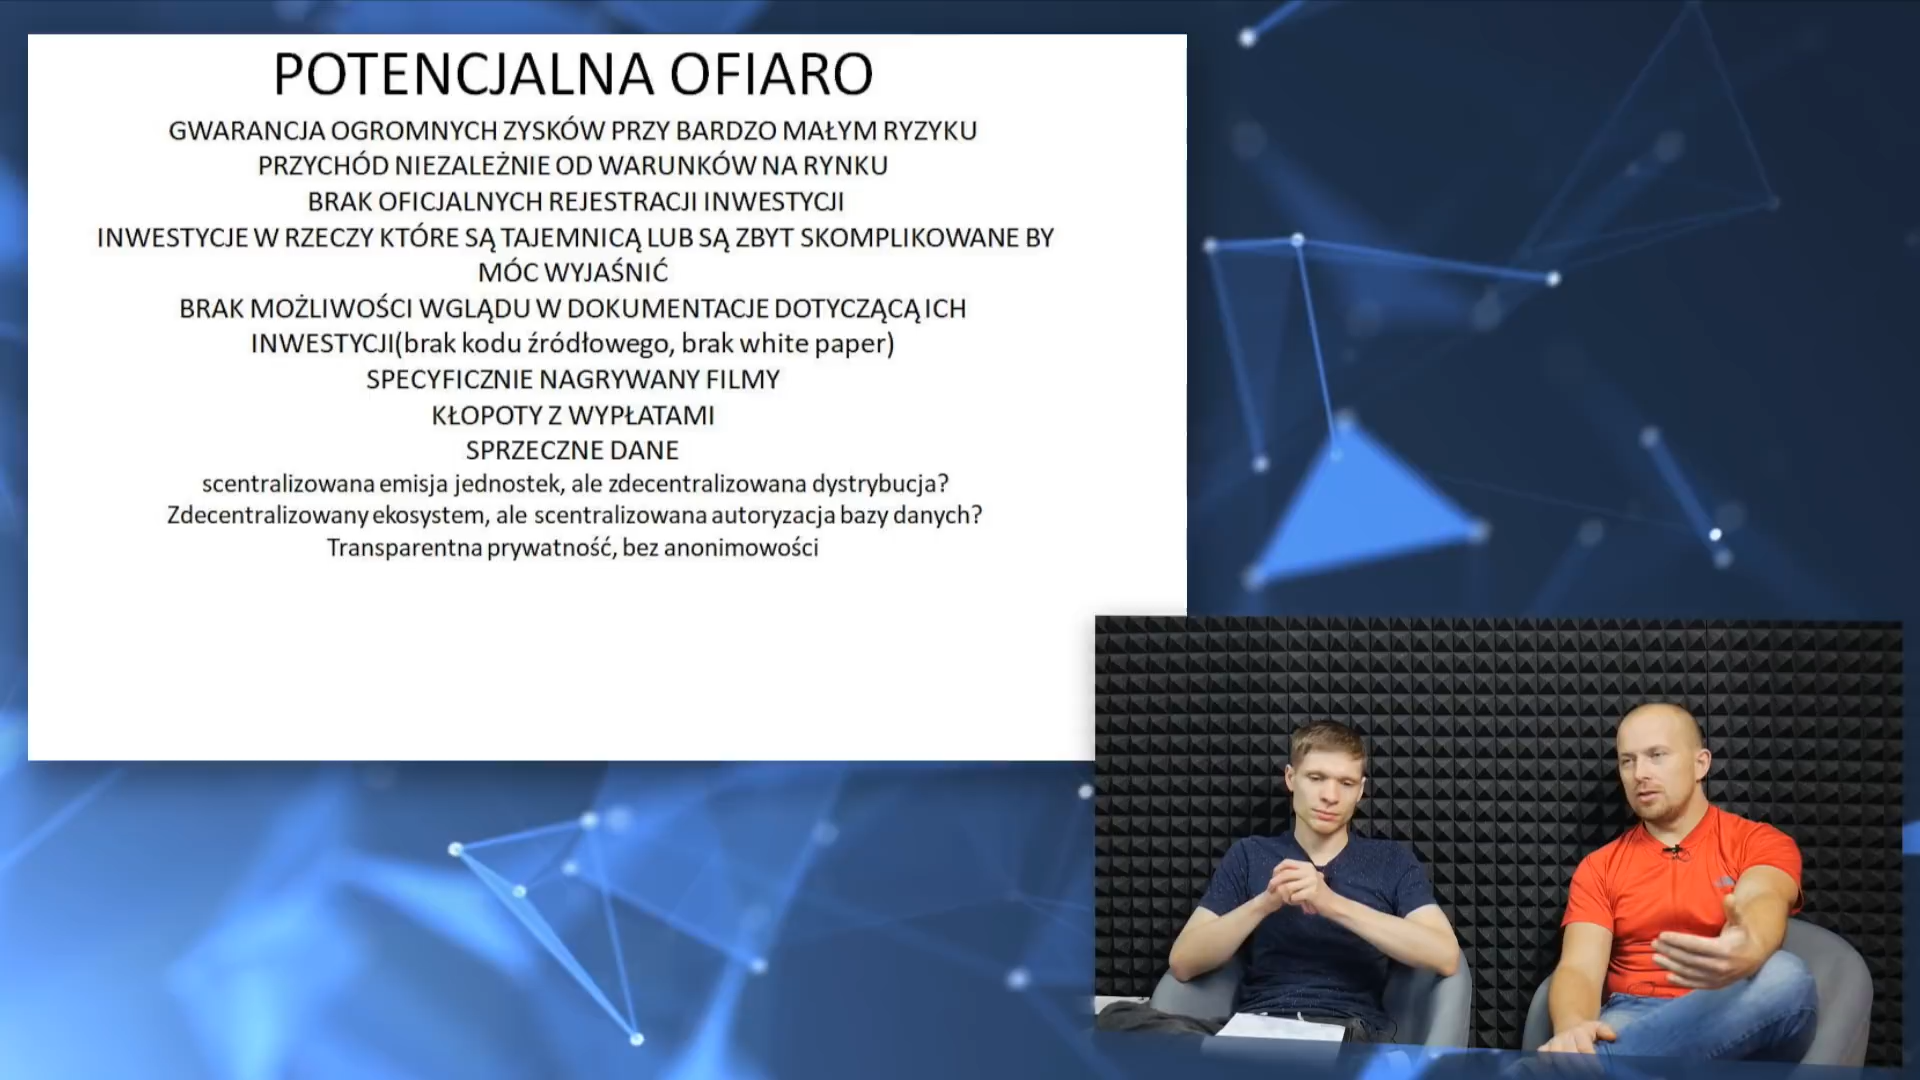 POTENCJALNA OFIARO
GWARANCJA OGROMNYCH ZYSKÓW PRZY BARDZO MAŁYM RYZYKU
PRZYCHÓD NIEZALEŻNIE OD WARUNKÓW NA RYNKU
BRAK OFICJALNYCH REJESTRACJI INWESTYCJI
INWESTYCJE W RZECZY KTÓRE SĄ TAJEMNICĄ LUB SĄ ZBYT SKOMPLIKOWANE BY
MÓC WYJAŚNIĆ
BRAK MOŻLIWOŚCI WGLĄDU W DOKUMENTACJE DOTYCZĄCĄ ICH
INWESTYCJI(brak kodu źródłowego, brak white paper)
SPECYFICZNIE NAGRYWANY FILMY
KŁOPOTY Z WYPŁATAMI
SPRZECZNE DANE
scentralizowana emisja jednostek, ale zdecentralizowana dystrybucja?
Zdecentralizowany ekosystem, ale scentralizowana autoryzacja bazy danych?
Transparentna prywatność, bez anonimowości